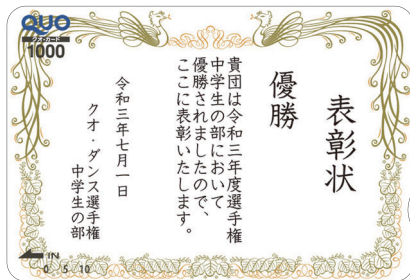 QUO
クオカード
1000
表彰状
優勝
貴団は令和三年度選手権
中学生の部において
優勝されましたので、
ここに表彰いたします。
令和三年七月一日
クオ・ダンス選手権
中学生の部
IN
0 5 10